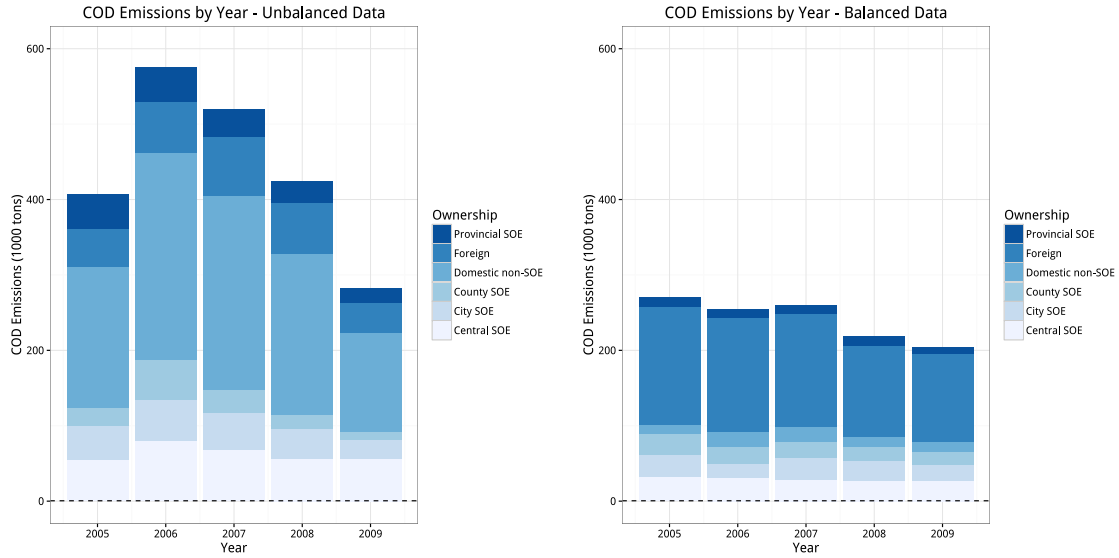 COD Emissions by Year - Unbalanced Data
COD Emissions (1000 tons)
600
400
200
0
2005 2006 2007 2008 2009
Year
Ownership
Provincial SOE
Foreign
Domestic non-SOE
County SOE
City SOE
Central SOE
COD Emissions by Year - Balanced Data
COD Emissions (1000 tons)
600
400
200
0
2005 2006 2007 2008 2009
Year
Ownership
Provincial SOE
Foreign
Domestic non-SOE
County SOE
City SOE
Central SOE